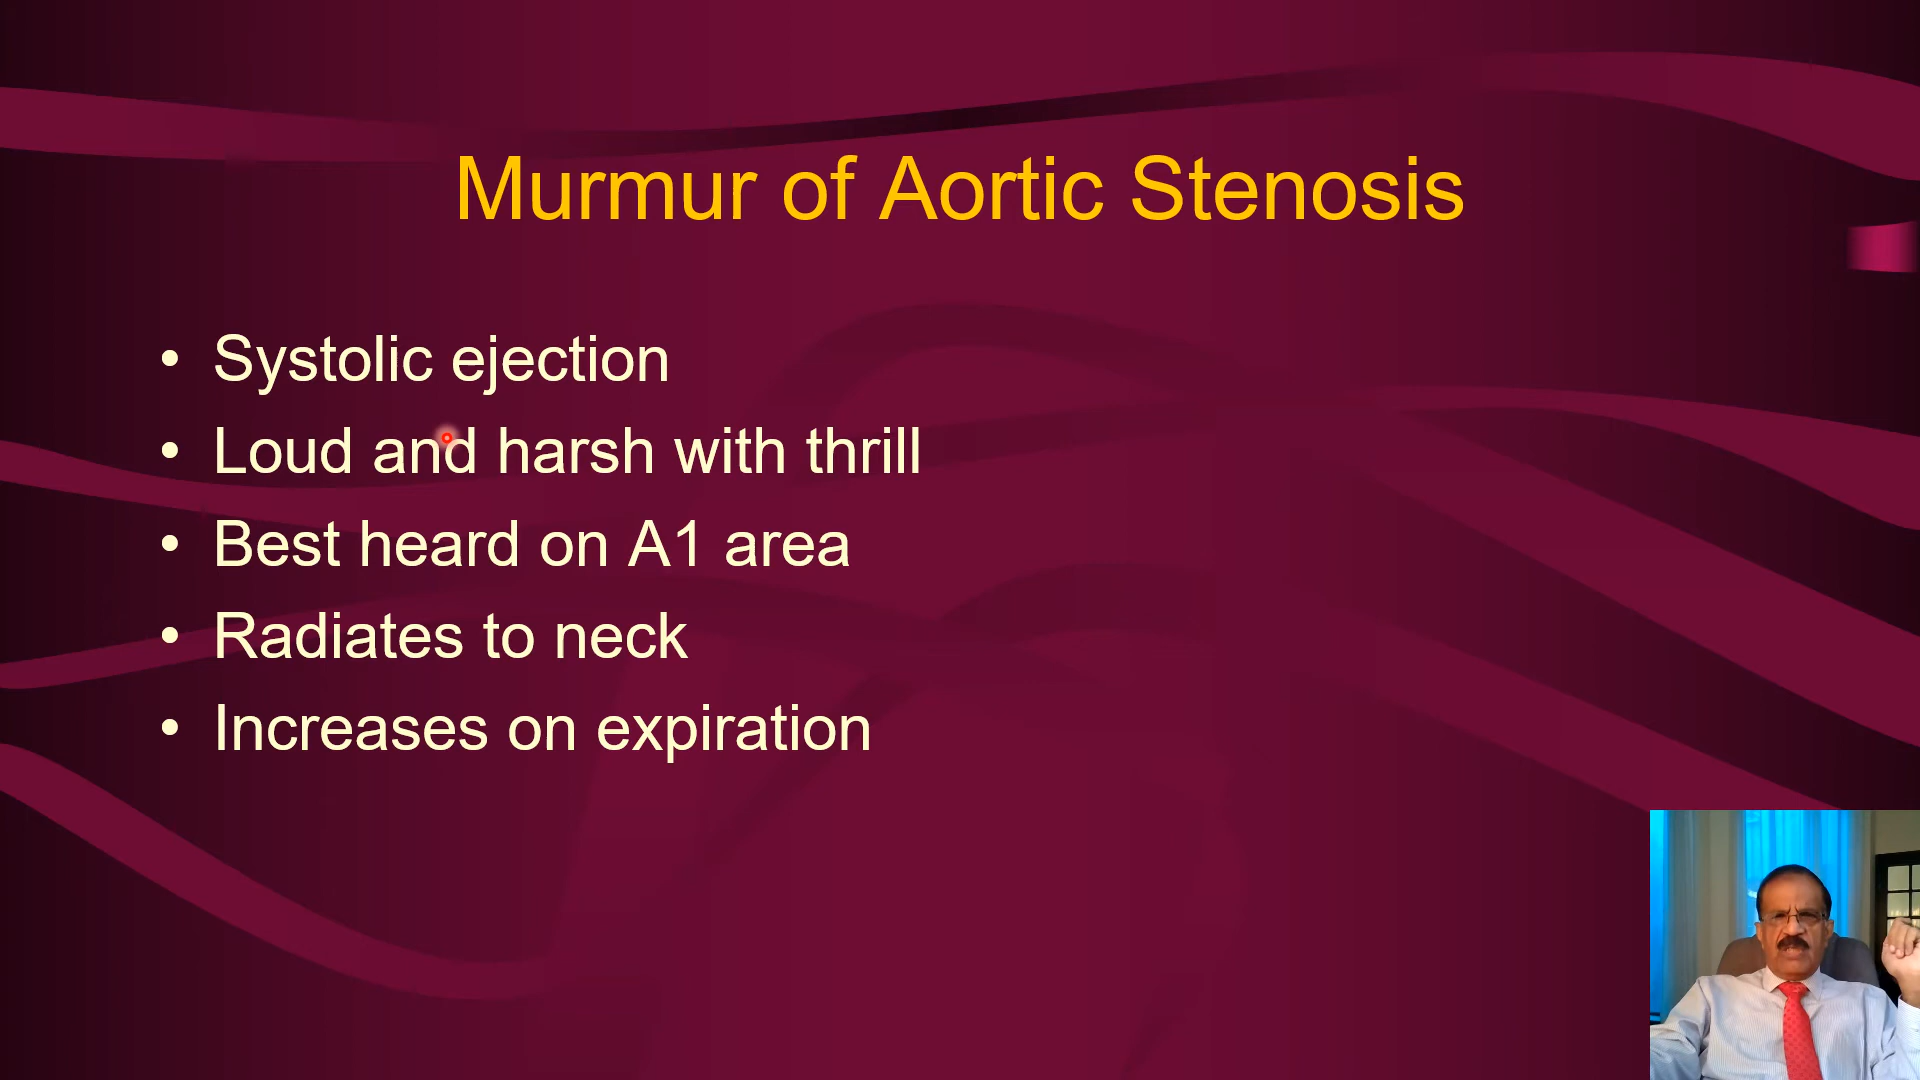 Murmur of Aortic Stenosis
• Systolic ejection
• Loud and harsh with thrill
• Best heard on A1 area
• Radiates to neck
• Increases on expiration